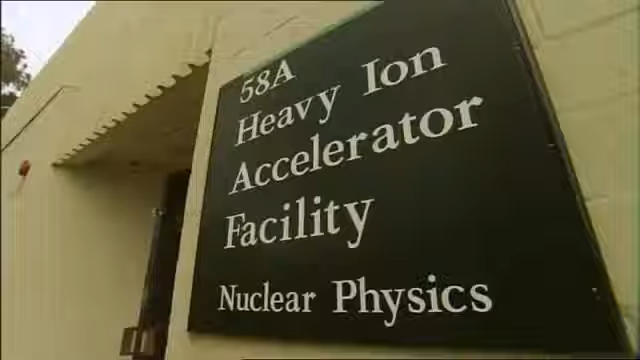 58A
Heavy Ion
Accelerator
Facility
Nuclear Physics